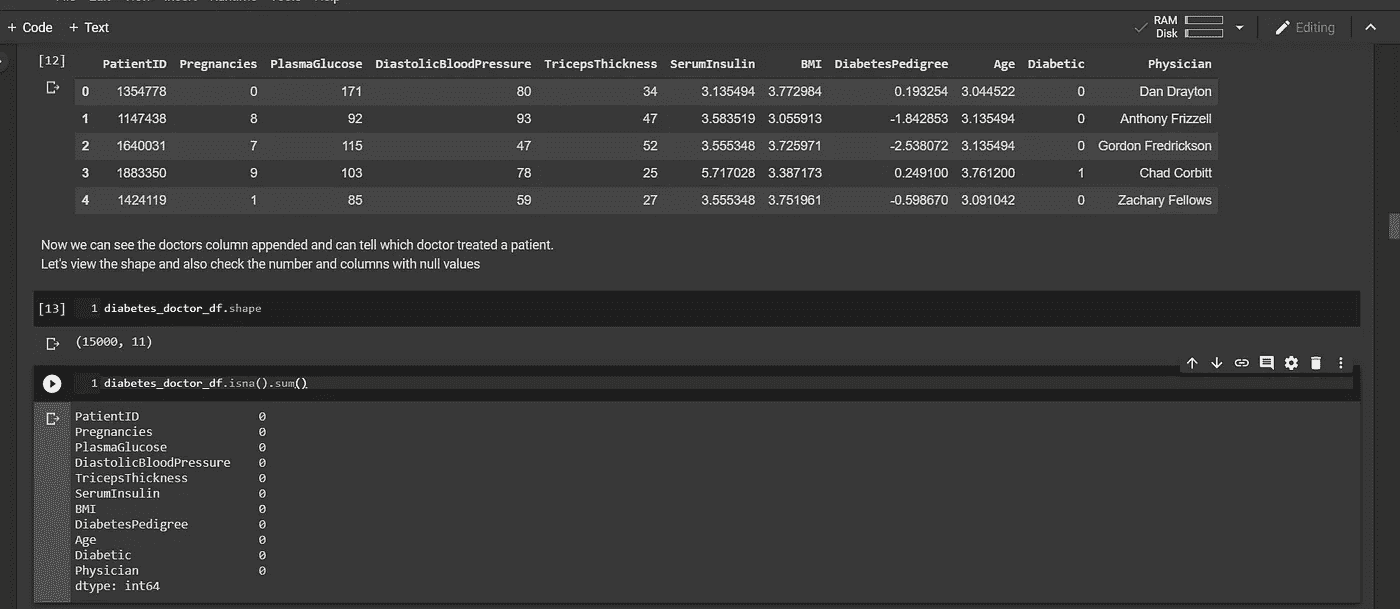 + Code + Text
RAM
Disk
Editing
[12]
PatientID Pregnancies PlasmaGlucose DiastolicBloodPressure TricepsThickness SerumInsulin BMI DiabetesPedigree Age Diabetic Physician
0 1354778 0 171 80 34 3.135494 3.772984 0.193254 3.044522 0 Dan Drayton
1 1147438 8 92 93 47 3.583519 3.055913 -1.842853 3.135494 0 Anthony Frizzell
2 1640031 7 115 47 52 3.555348 3.725971 -2.538072 3.135494 0 Gordon Fredrickson
3 1883350 9 103 78 25 5.717028 3.387173 0.249100 3.761200 1 Chad Corbitt
4 1424119 1 85 59 27 3.555348 3.751961 -0.598670 3.091042 0 Zachary Fellows
Now we can see the doctors column appended and can tell which doctor treated a patient.
Let's view the shape and also check the number and columns with null values
[13] 1 diabetes_doctor_df.shape
(15000, 11)
1 diabetes_doctor_df.isna().sum()
PatientID 0
Pregnancies 0
PlasmaGlucose 0
DiastolicBloodPressure 0
TricepsThickness 0
SerumInsulin 0
BMI 0
DiabetesPedigree 0
Age 0
Diabetic 0
Physician 0
dtype: int64